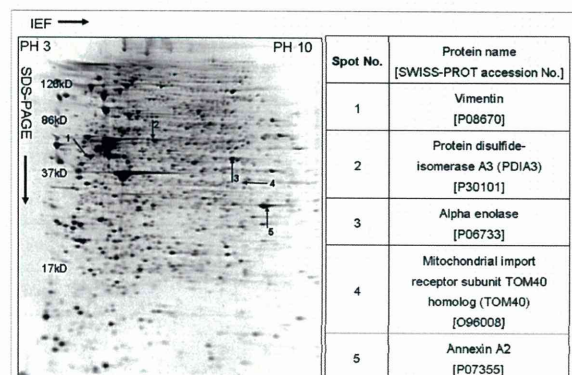 IEF
PH 3
PH 10
SDS-PAGE
120kD
86kD
37kD
17kD
1
2
3
4
5
Spot No.
Protein name
[SWISS-PROT accession No.]
1
Vimentin
[P08670]
2
Protein disulfide-
isomerase A3 (PDIA3)
[P30101]
3
Alpha enolase
[P06733]
4
Mitochondrial import
receptor subunit TOM40
homolog (TOM40)
[O96008]
5
Annexin A2
[P07355]